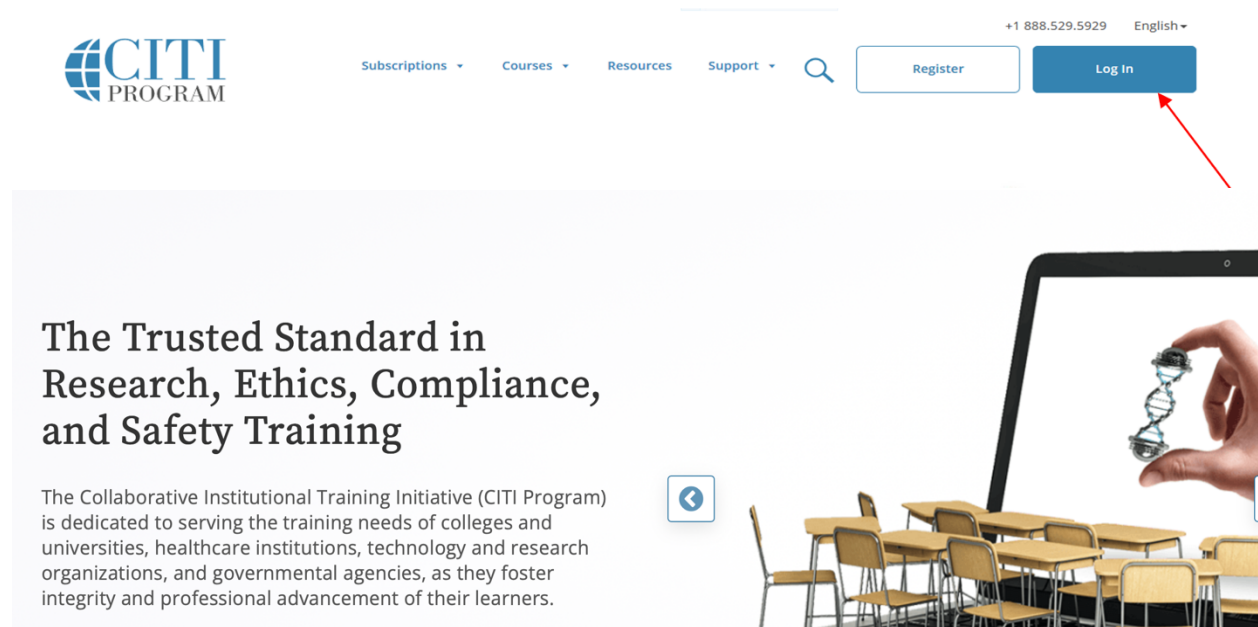 +1 888.529.5929 English
CITI
PROGRAM
Subscriptions Courses Resources Support Register Log In
The Trusted Standard in
Research, Ethics, Compliance,
and Safety Training
The Collaborative Institutional Training Initiative (CITI Program)
is dedicated to serving the training needs of colleges and
universities, healthcare institutions, technology and research
organizations, and governmental agencies, as they foster
integrity and professional advancement of their learners.